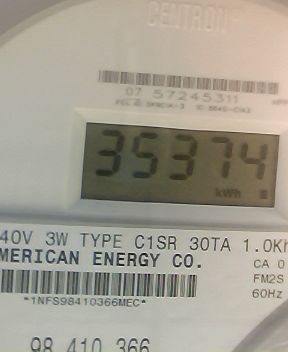 CENTRON®
07 57245311
35374
kWh
40V 3W TYPE C1SR 30TA 1.0Kh
MERICAN ENERGY CO.
CA 0
FM2S
60Hz
*1NFS98410366MEC*
98 410 366